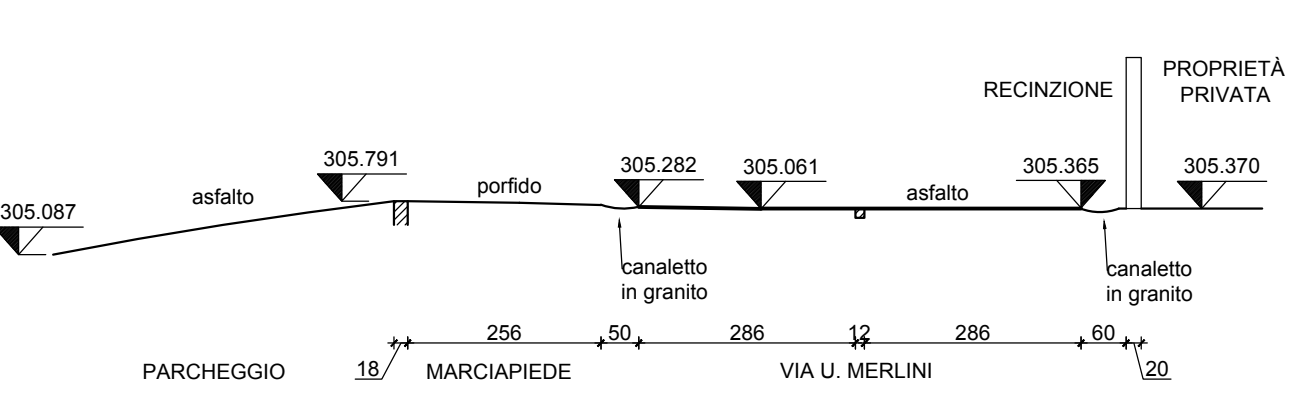 PROPRIETÀ
PRIVATA
RECINZIONE
305.791
305.282
305.061
305.365
305.370
asfalto
porfido
asfalto
305.087
canaletto
in granito
canaletto
in granito
256
50
286
12
286
60
PARCHEGGIO
18
MARCIAPIEDE
VIA U. MERLINI
20